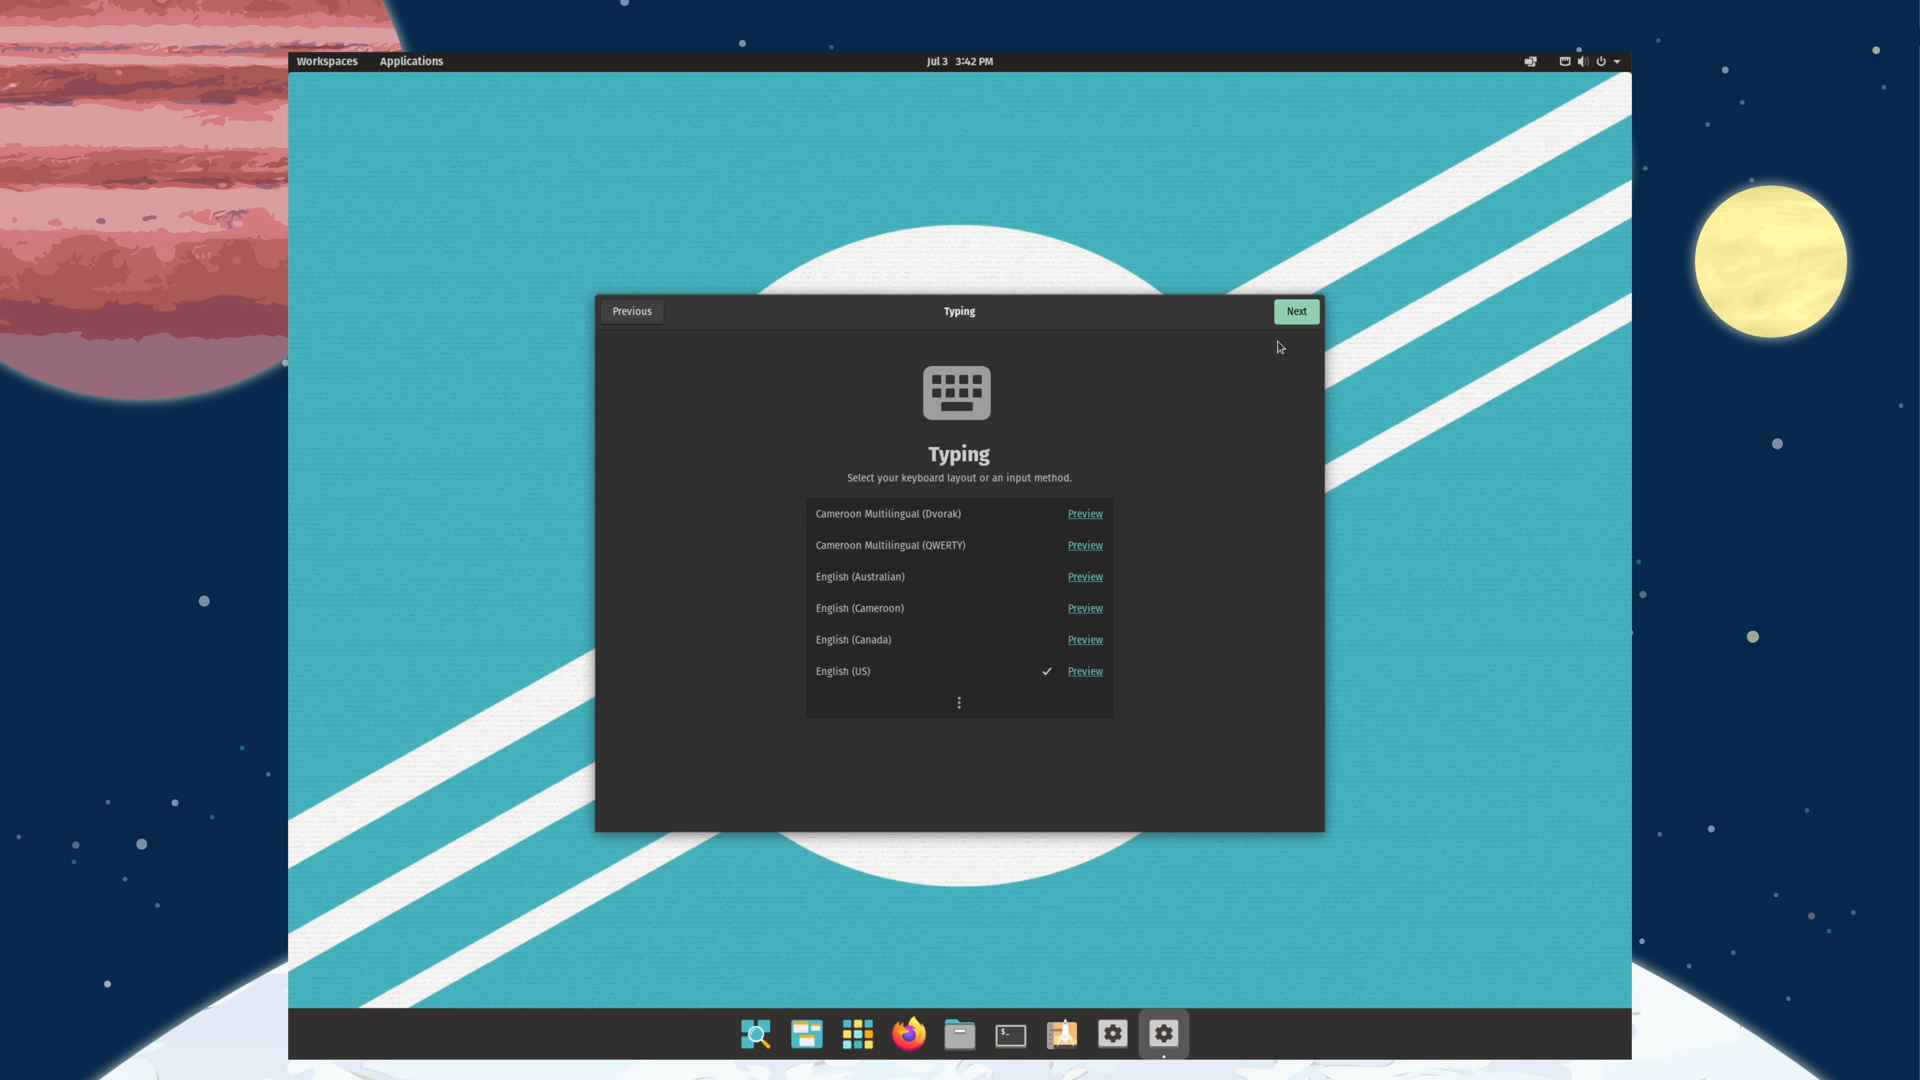 Workspaces Applications Jul 3 3:42 PM
Previous Typing Next
Typing
Select your keyboard layout or an input method.
Cameroon Multilingual (Dvorak) Preview
Cameroon Multilingual (QWERTY) Preview
English (Australian) Preview
English (Cameroon) Preview
English (Canada) Preview
English (US) Preview
$_